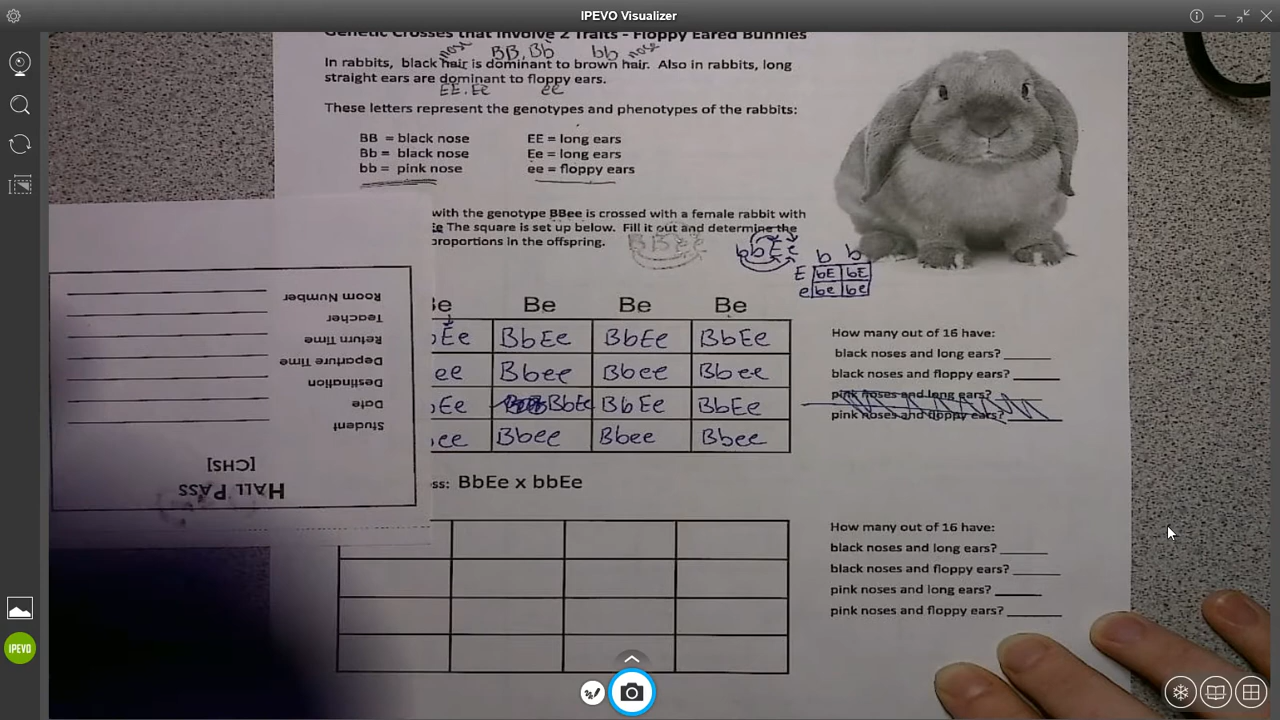 IPEVO Visualizer
Genetic Crosses that Involve 2 Traits - Floppy Eared Bunnies
nose BB, Bb bb nose
In rabbits, black hair is dominant to brown hair. Also in rabbits, long
straight ears are dominant to floppy ears.
EE, Ee ee
These letters represent the genotypes and phenotypes of the rabbits:
BB = black nose EE = long ears
Bb = black nose Ee = long ears
bb = pink nose ee = floppy ears
with the genotype BBee is crossed with a female rabbit with
The square is set up below. Fill it out and determine the
proportions in the offspring.
BBee
bbEe
b b
E bE bE
e be be
Be Be Be Be
Ee BbEe BbEe BbEe
ee Bbee Bbee Bbee
Ee BbEe BbEe BbEe
ee Bbee Bbee Bbee
How many out of 16 have:
black noses and long ears?
black noses and floppy ears?
pink noses and long ears?
pink noses and floppy ears?
BbEe x bbEe
How many out of 16 have:
black noses and long ears?
black noses and floppy ears?
pink noses and long ears?
pink noses and floppy ears?
HALL PASS
[CHS]
Student
Date
Destination
Departure Time
Return Time
Teacher
Room Number
IPEVO